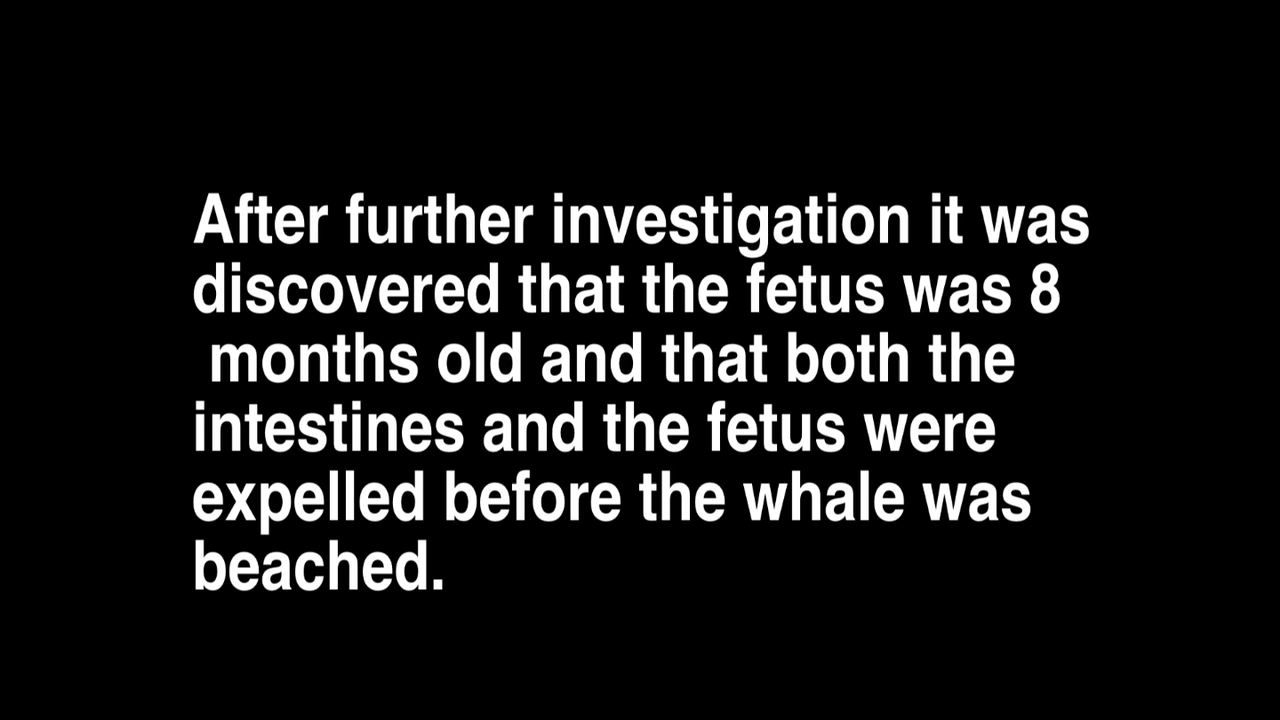 After further investigation it was
discovered that the fetus was 8
months old and that both the
intestines and the fetus were
expelled before the whale was
beached.